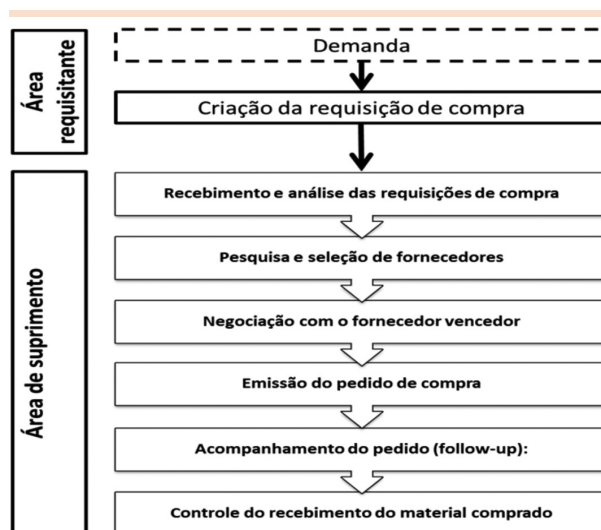 Área
requisitante
Demanda
Criação da requisição de compra
Área de suprimento
Recebimento e análise das requisições de compra
Pesquisa e seleção de fornecedores
Negociação com o fornecedor vencedor
Emissão do pedido de compra
Acompanhamento do pedido (follow-up):
Controle do recebimento do material comprado